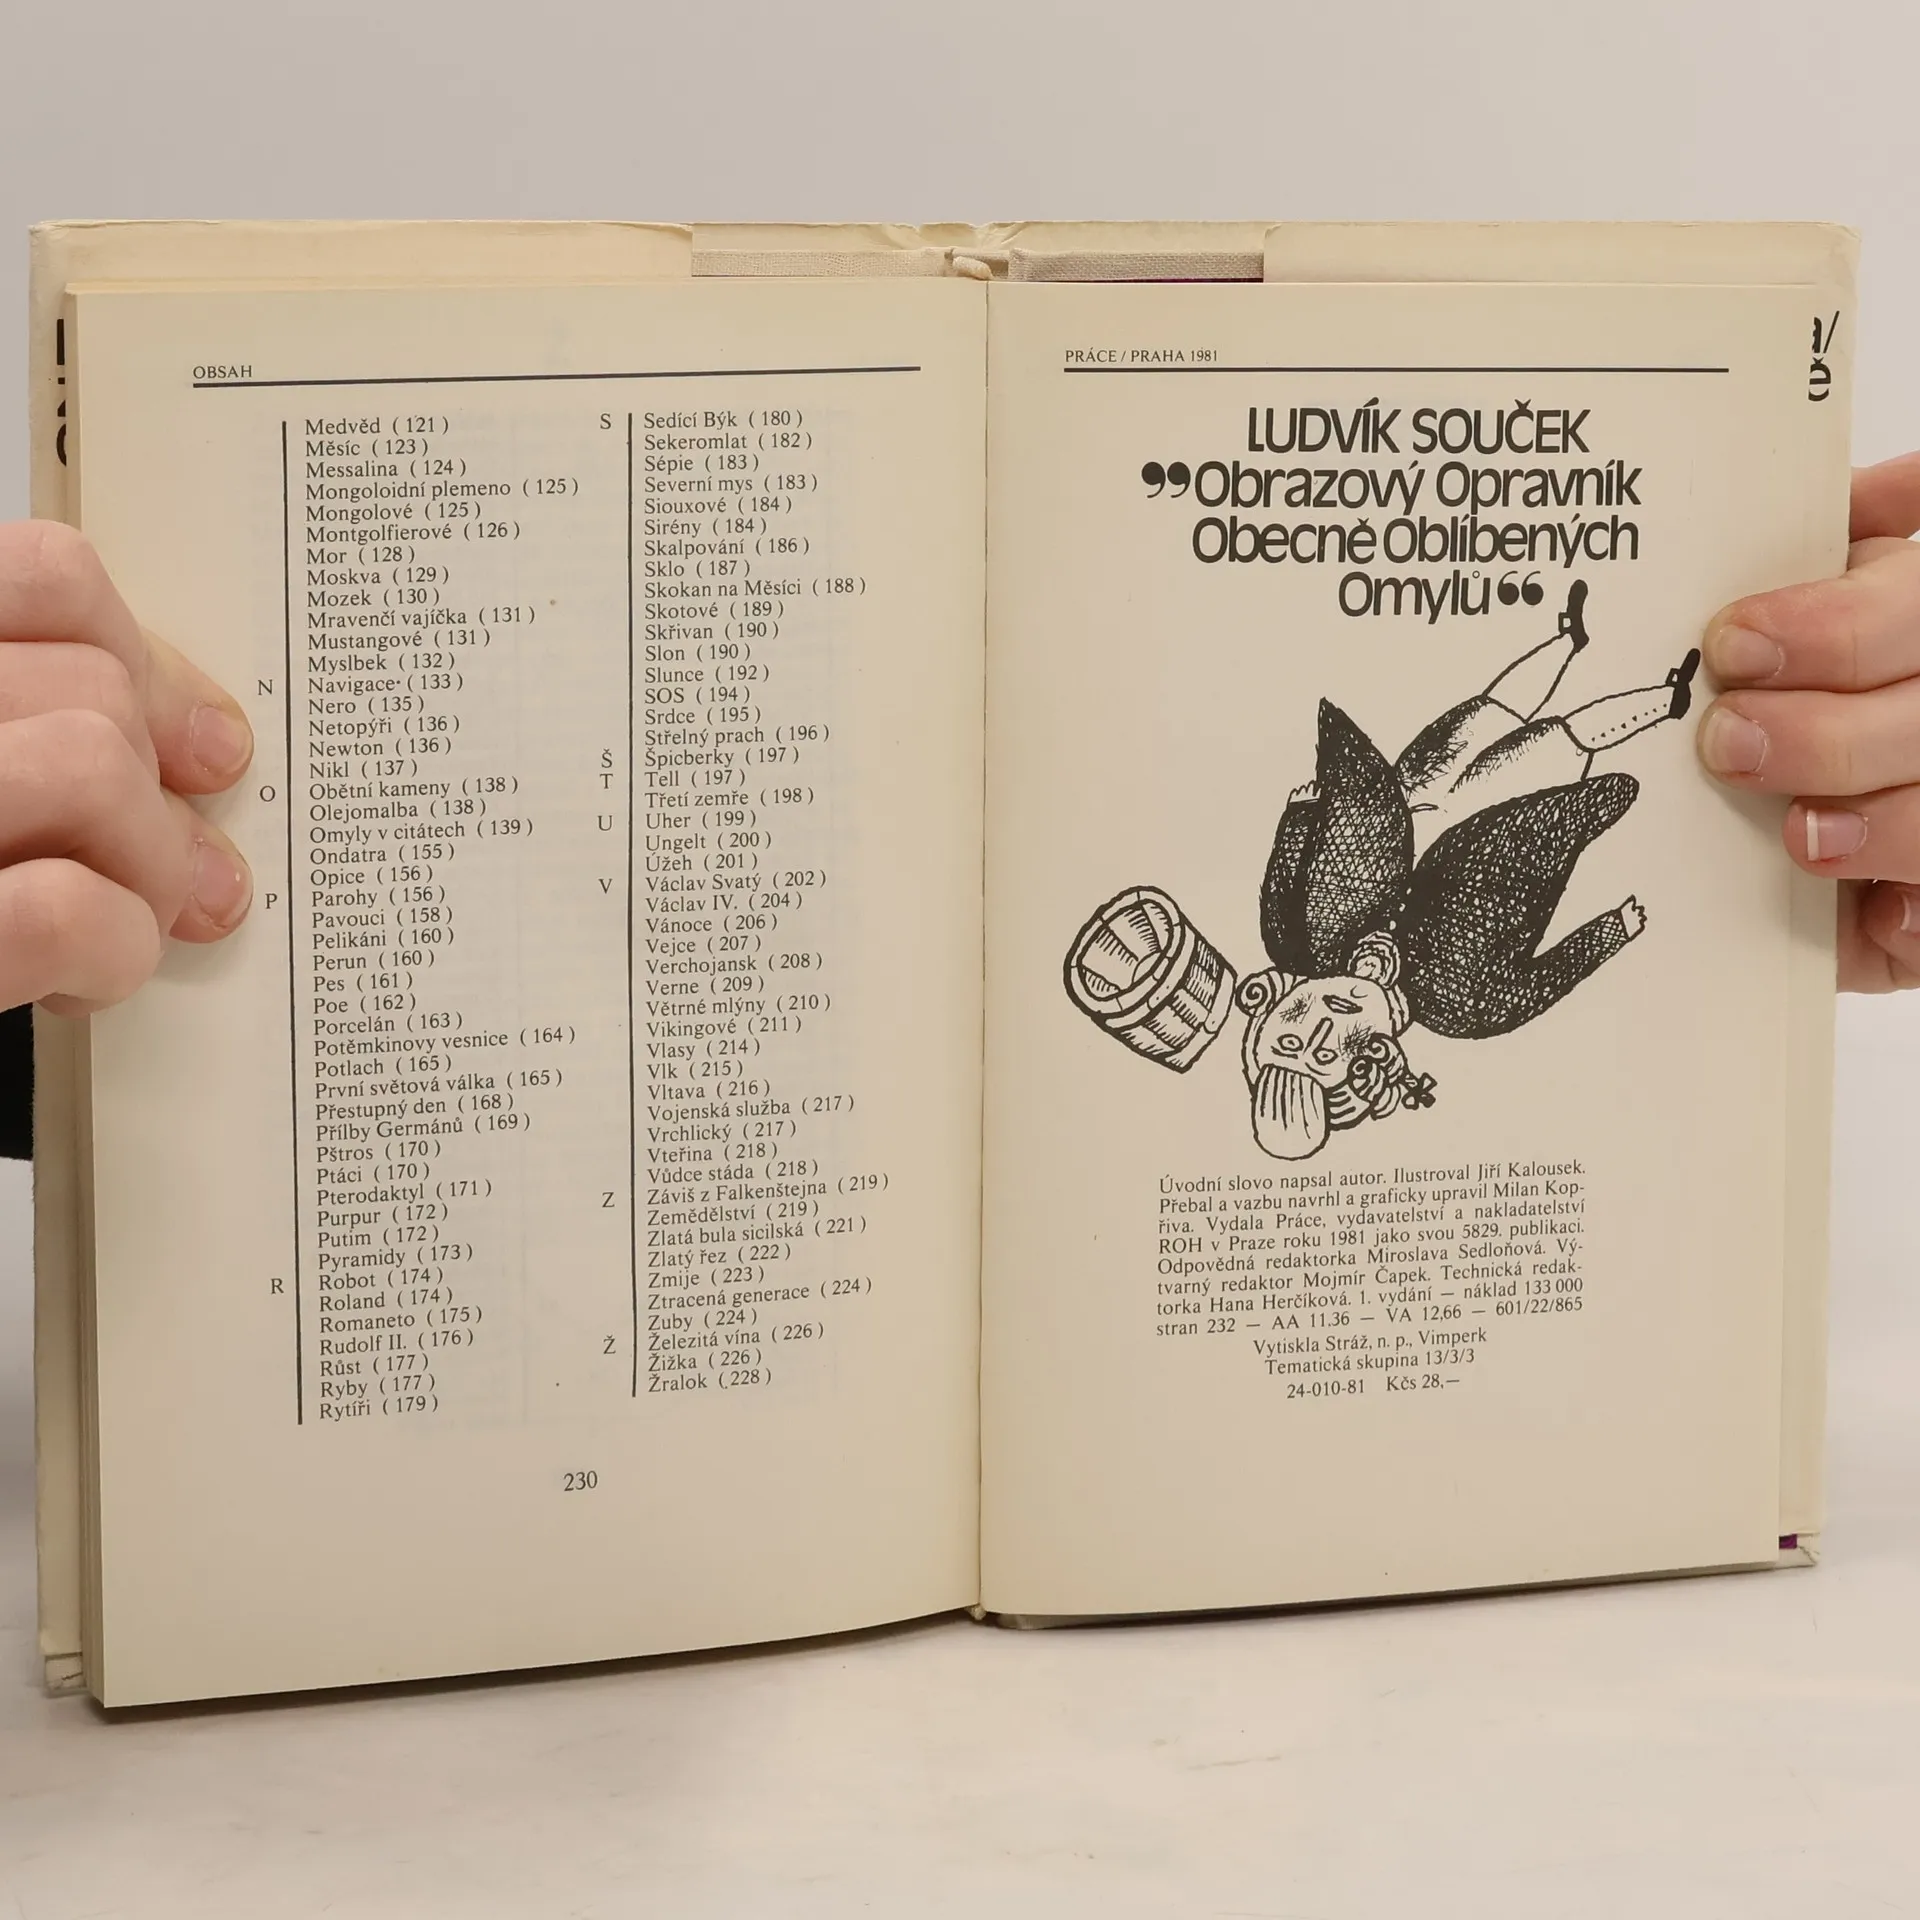 OBSAH
Medvěd ( 121 )
Měsíc ( 123 )
Messalina ( 124 )
Mongoloidní plemeno ( 125 )
Mongolové ( 125 )
Montgolfierové ( 126 )
Mor ( 128 )
Moskva ( 129 )
Mozek ( 130 )
Mravenčí vajíčka ( 131 )
Mustangové ( 131 )
Myslbek ( 132 )
N Navigace ( 133 )
Nero ( 135 )
Netopýři ( 136 )
Newton ( 136 )
Nikl ( 137 )
O Obětní kameny ( 138 )
Olejomalba ( 138 )
Omyly v citátech ( 139 )
Ondatra ( 155 )
Opice ( 156 )
P Parohy ( 156 )
Pavouci ( 158 )
Pelikáni ( 160 )
Perun ( 160 )
Pes ( 161 )
Poe ( 162 )
Porcelán ( 163 )
Potěmkinovy vesnice ( 164 )
Potlach ( 165 )
První světová válka ( 165 )
Přestupný den ( 168 )
Přílby Germánů ( 169 )
Pštros ( 170 )
Ptáci ( 170 )
Pterodaktyl ( 171 )
Purpur ( 172 )
Putim ( 172 )
Pyramidy ( 173 )
R Robot ( 174 )
Roland ( 174 )
Romaneto ( 175 )
Rudolf II. ( 176 )
Růst ( 177 )
Ryby ( 177 )
Rytíři ( 179 )
S Sedící Býk ( 180 )
Sekeromlat ( 182 )
Sépie ( 183 )
Severní mys ( 183 )
Siouxové ( 184 )
Sirény ( 184 )
Skalpování ( 186 )
Sklo ( 187 )
Skokan na Měsíci ( 188 )
Skotové ( 189 )
Skřivan ( 190 )
Slon ( 190 )
Slunce ( 192 )
SOS ( 194 )
Srdce ( 195 )
Střelný prach ( 196 )
Š Špicberky ( 197 )
T Tell ( 197 )
Třetí zemře ( 198 )
U Uher ( 199 )
Ungelt ( 200 )
Úžeh ( 201 )
V Václav Svatý ( 202 )
Václav IV. ( 204 )
Vánoce ( 206 )
Vejce ( 207 )
Verchojansk ( 208 )
Verne ( 209 )
Větrné mlýny ( 210 )
Vikingové ( 211 )
Vlasy ( 214 )
Vlk ( 215 )
Vltava ( 216 )
Vojenská služba ( 217 )
Vrchlický ( 217 )
Vteřina ( 218 )
Vůdce stáda ( 218 )
Z Záviš z Falkenštejna ( 219 )
Zemědělství ( 219 )
Zlatá bula sicilská ( 221 )
Zlatý řez ( 222 )
Zmije ( 223 )
Ztracená generace ( 224 )
Zuby ( 224 )
Ž Železitá vína ( 226 )
Žižka ( 226 )
Žralok ( 228 )
230
PRÁCE / PRAHA 1981
LUDVÍK SOUČEK
”Obrazový Opravník
Obecně Oblíbených
Omylů“
Úvodní slovo napsal autor. Ilustroval Jiří Kalousek.
Přebal a vazbu navrhl a graficky upravil Milan Kop-
řiva. Vydala Práce, vydavatelství a nakladatelství
ROH v Praze roku 1981 jako svou 5829. publikaci.
Odpovědná redaktorka Miroslava Sedloňová. Vý-
tvarný redaktor Mojmír Čapek. Technická redak-
torka Hana Herčíková. 1. vydání — náklad 133 000
stran 232 — AA 11.36 — VA 12,66 — 601/22/865
Vytiskla Stráž, n. p., Vimperk
Tematická skupina 13/3/3
24-010-81 Kčs 28,—